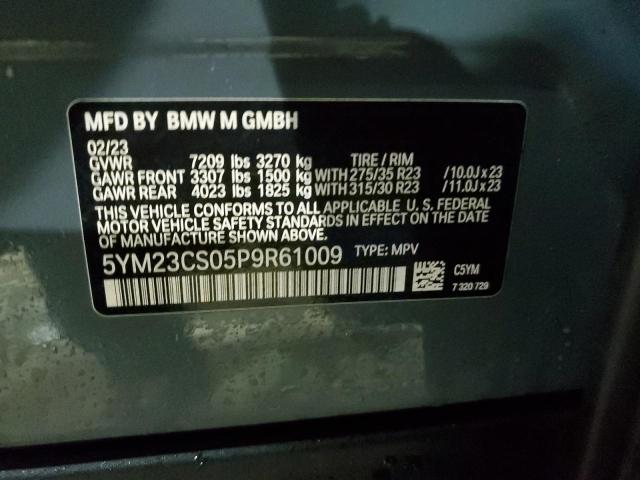 MFD BY BMW M GMBH
02/23
GVWR 7209 lbs 3270 kg TIRE / RIM
GAWR FRONT 3307 lbs 1500 kg WITH 275/35 R23 / 10.0J x 23
GAWR REAR 4023 lbs 1825 kg WITH 315/30 R23 / 11.0J x 23
THIS VEHICLE CONFORMS TO ALL APPLICABLE U. S. FEDERAL
MOTOR VEHICLE SAFETY STANDARDS IN EFFECT ON THE DATE
OF MANUFACTURE SHOWN ABOVE.
5YM23CS05P9R61009 TYPE: MPV
C5YM
7 320 729